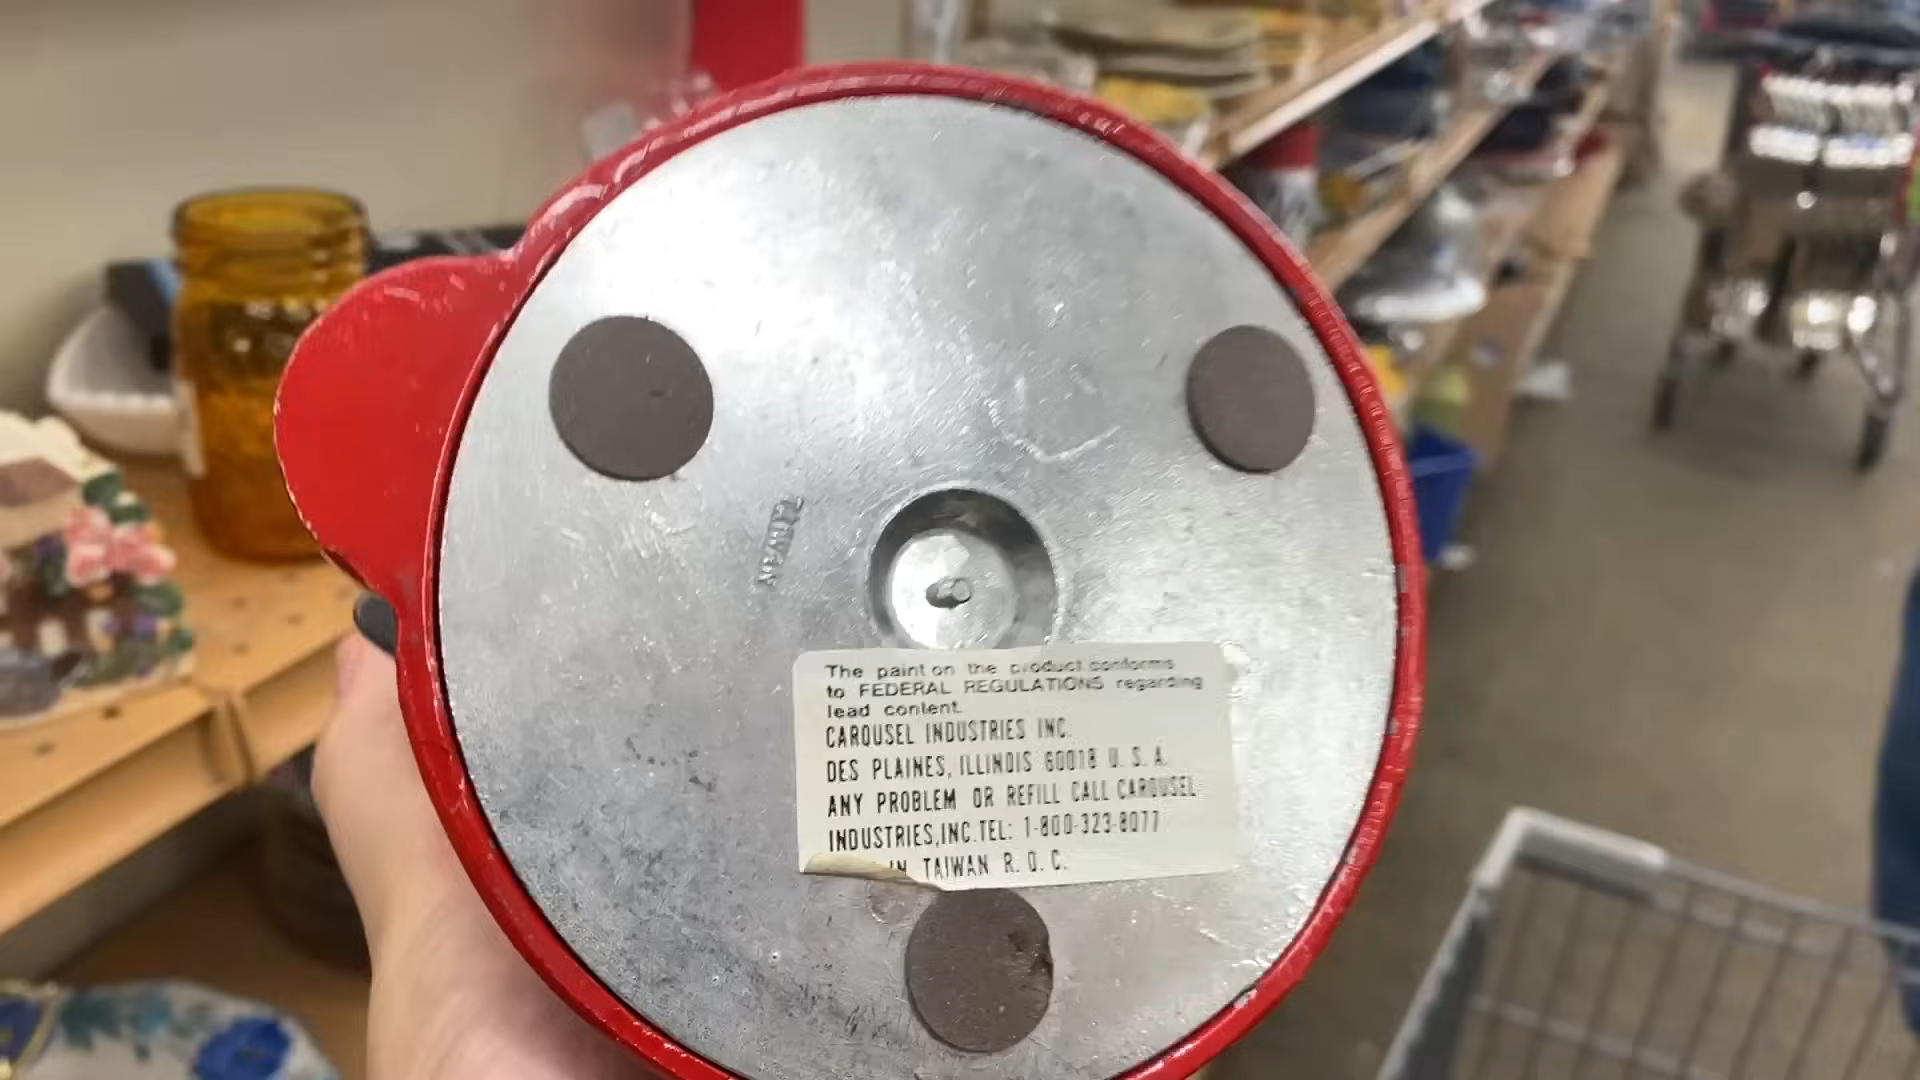 TAIWAN
The paint on the product conforms
to FEDERAL REGULATIONS regarding
lead content.
CAROUSEL INDUSTRIES INC.
DES PLAINES, ILLINOIS 60018 U. S. A.
ANY PROBLEM OR REFILL CALL CAROUSEL
INDUSTRIES, INC. TEL: 1-800-323-8077
IN TAIWAN R. O. C.